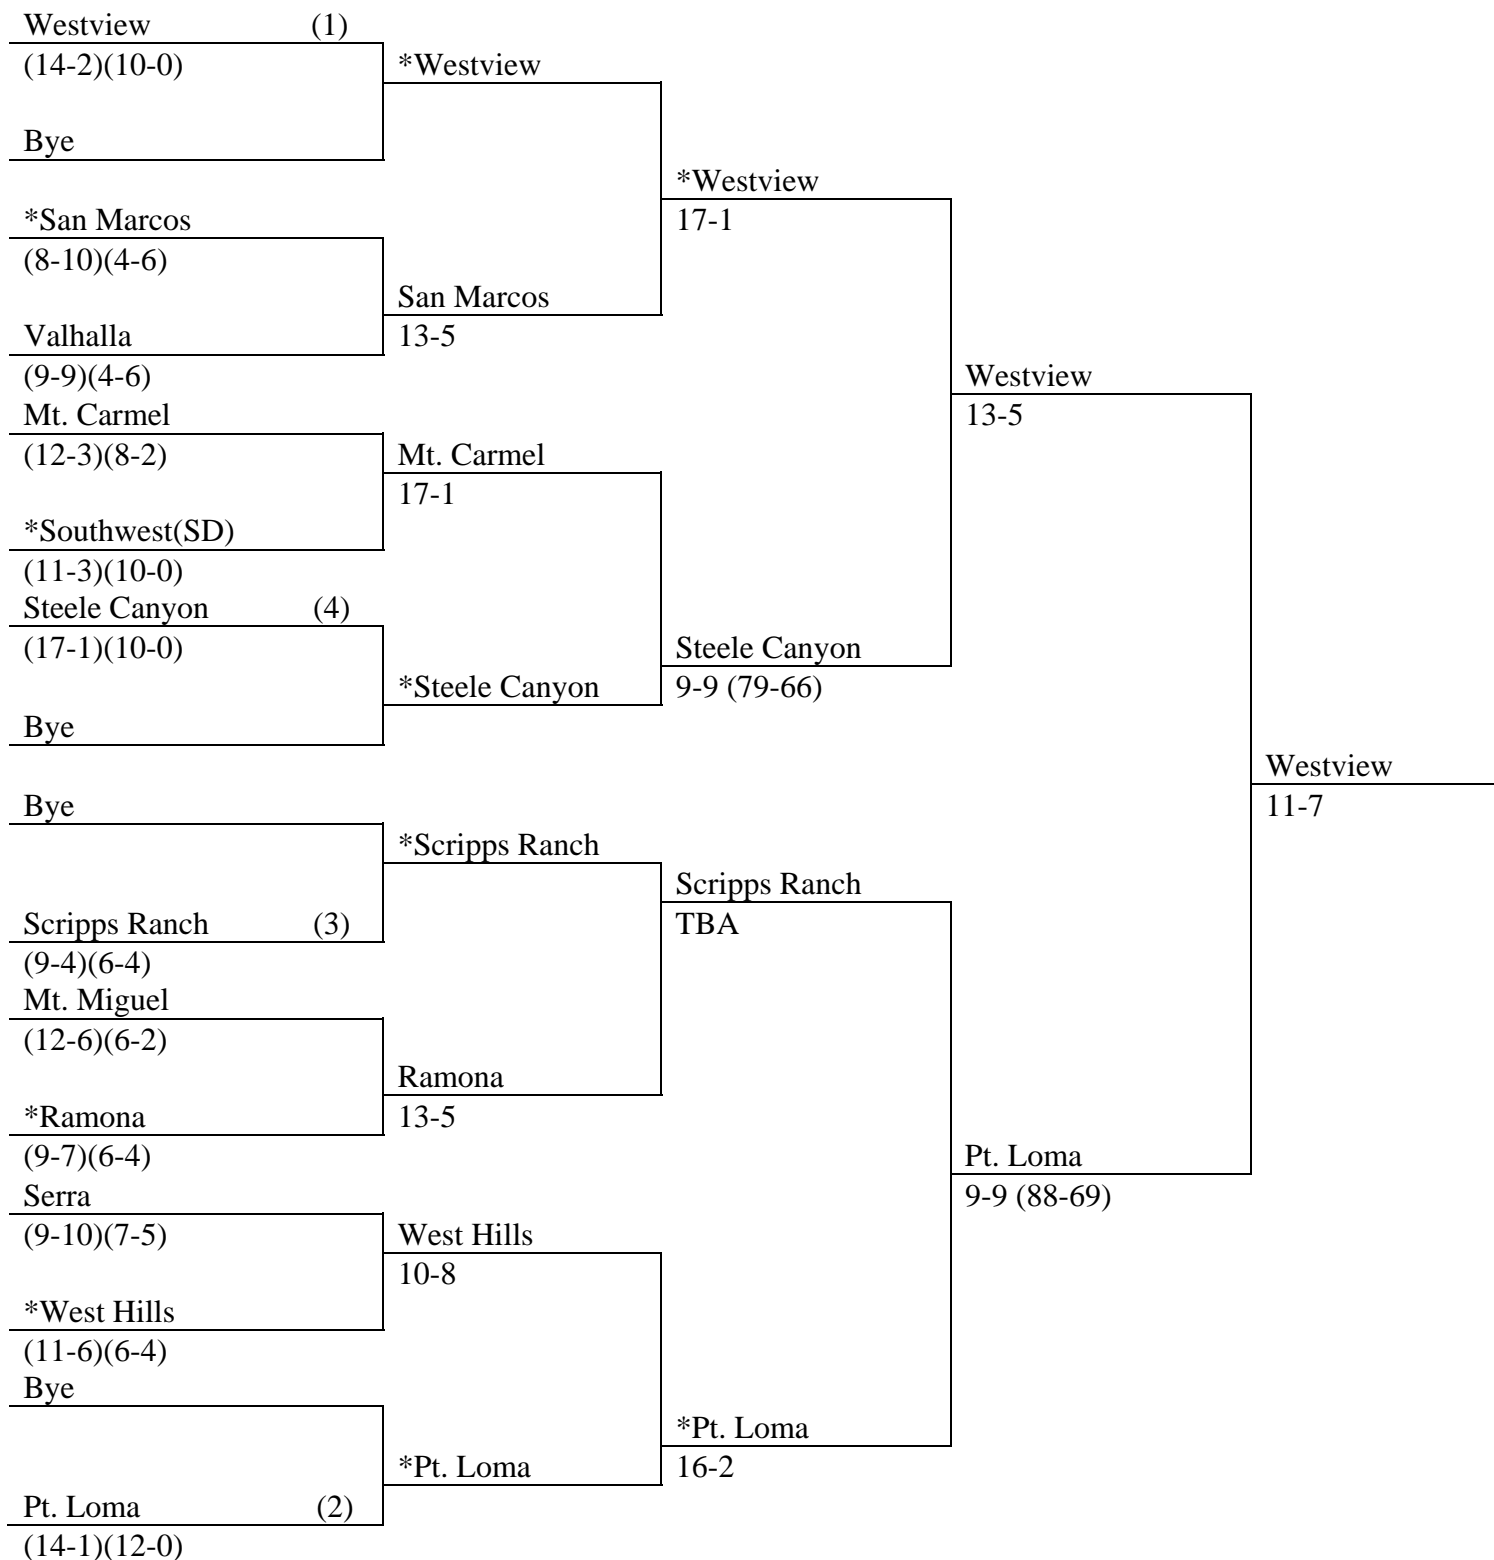 Westview (1)
(14-2)(10-0)
*Westview
Bye
*Westview
*San Marcos
17-1
(8-10)(4-6)
San Marcos
Valhalla
13-5
(9-9)(4-6)
Westview
Mt. Carmel
13-5
(12-3)(8-2)
Mt. Carmel
17-1
*Southwest(SD)
(11-3)(10-0)
Steele Canyon (4)
(17-1)(10-0)
Steele Canyon
*Steele Canyon
9-9 (79-66)
Bye
Westview
Bye
11-7
*Scripps Ranch
Scripps Ranch
Scripps Ranch (3)
TBA
(9-4)(6-4)
Mt. Miguel
(12-6)(6-2)
Ramona
*Ramona
13-5
(9-7)(6-4)
Pt. Loma
Serra
9-9 (88-69)
(9-10)(7-5)
West Hills
10-8
*West Hills
(11-6)(6-4)
Bye
*Pt. Loma
*Pt. Loma
16-2
Pt. Loma (2)
(14-1)(12-0)